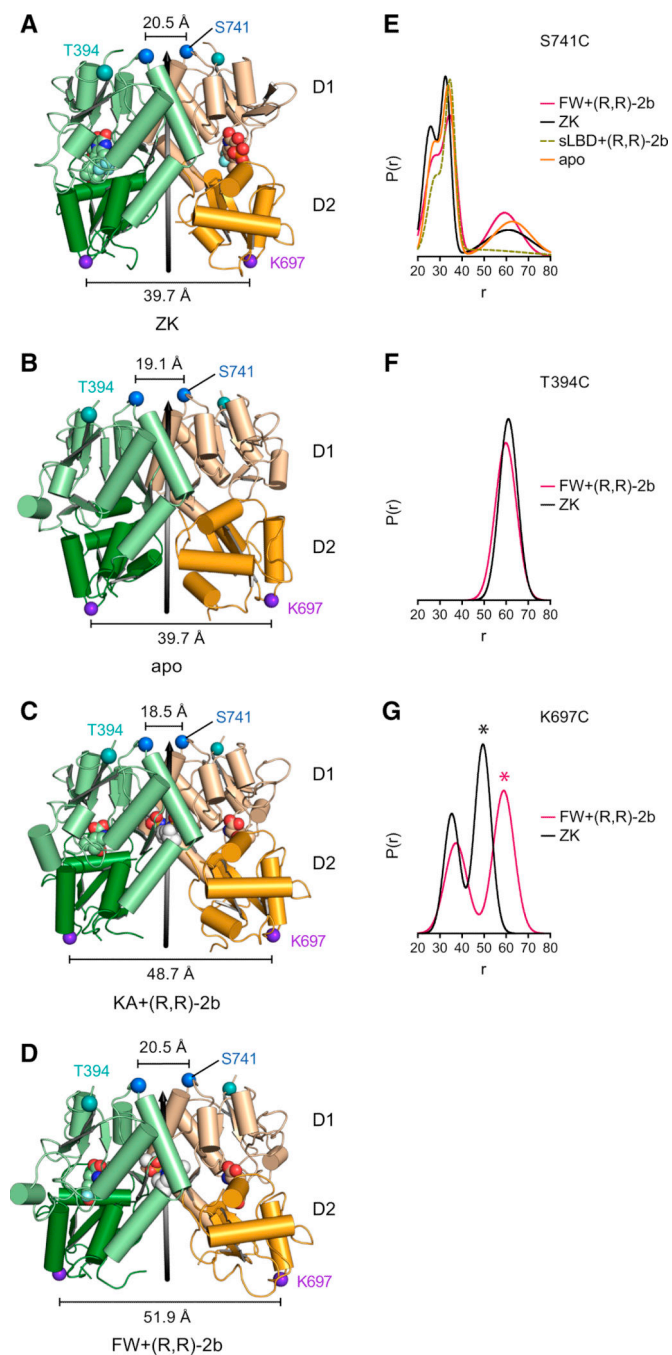 A
20.5 Å
S741
T394
D1
D2
K697
39.7 Å
ZK
B
19.1 Å
S741
T394
D1
D2
K697
39.7 Å
apo
C
18.5 Å
S741
T394
D1
D2
K697
48.7 Å
KA+(R,R)-2b
D
20.5 Å
S741
T394
D1
D2
K697
51.9 Å
FW+(R,R)-2b
E
S741C
FW+(R,R)-2b
ZK
sLBD+(R,R)-2b
apo
P(r)
20 30 40 50 60 70 80
r
F
T394C
FW+(R,R)-2b
ZK
P(r)
20 30 40 50 60 70 80
r
G
K697C
* *
FW+(R,R)-2b
ZK
P(r)
20 30 40 50 60 70 80
r